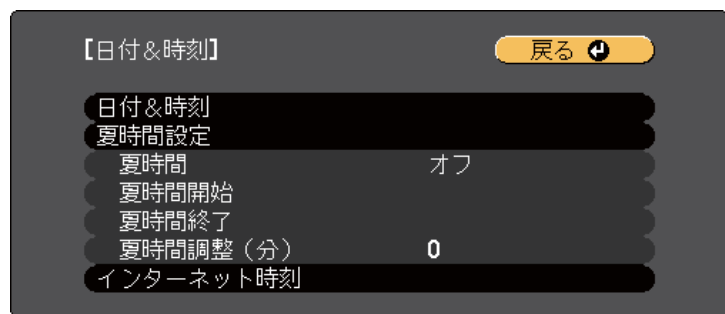 【日付＆時刻】
戻る
日付＆時刻
夏時間設定
夏時間 オフ
夏時間開始
夏時間終了
夏時間調整（分） 0
インターネット時刻